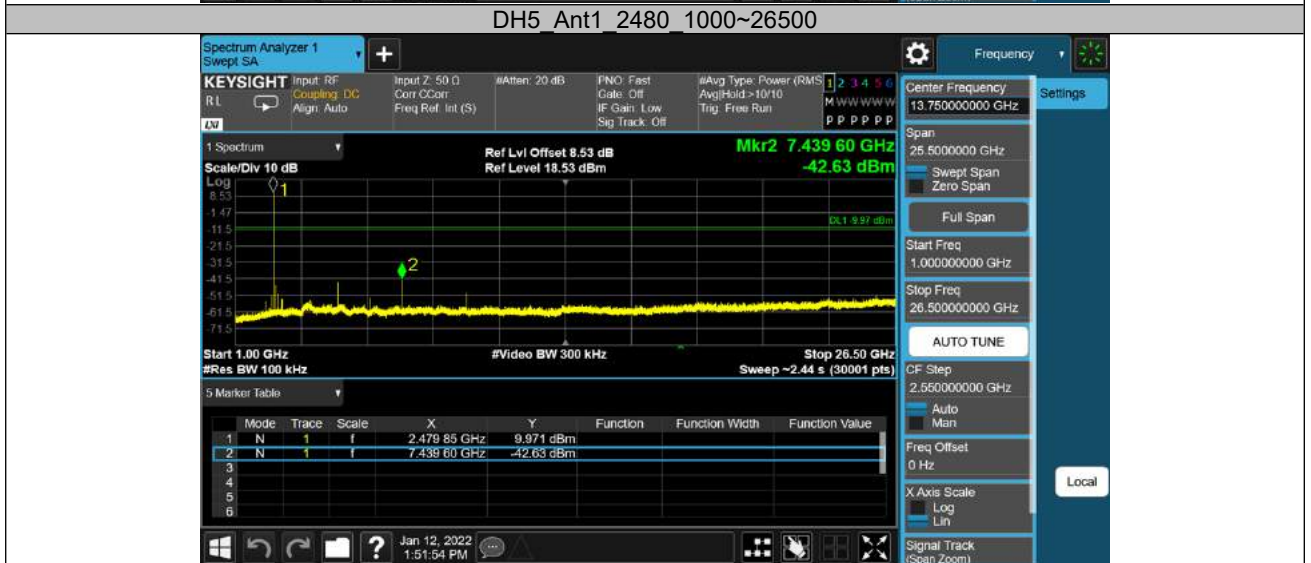 DH5_Ant1_2480_1000~26500
Spectrum Analyzer 1
Swept SA
+
Frequency
KEYSIGHT
RL
LXI
Input: RF
Coupling: DC
Align: Auto
Input Z: 50 Ω
Corr CCorr
Freq Ref: Int (S)
#Atten: 20 dB
PNO: Fast
Gate: Off
IF Gain: Low
Sig Track: Off
#Avg Type: Power (RMS
Avg|Hold:>10/10
Trig: Free Run
1 2 3 4 5 6
M W W W W W
P P P P P P
Center Frequency
13.750000000 GHz
Settings
1 Spectrum
Scale/Div 10 dB
Ref Lvl Offset 8.53 dB
Ref Level 18.53 dBm
Mkr2 7.439 60 GHz
-42.63 dBm
Span
25.5000000 GHz
Swept Span
Zero Span
Full Span
Log
8.53
-1.47
-11.5
-21.5
-31.5
-41.5
-51.5
-61.5
-71.5
1
2
DL1 -9.97 dBm
Start Freq
1.000000000 GHz
Stop Freq
26.500000000 GHz
AUTO TUNE
Start 1.00 GHz
#Res BW 100 kHz
#Video BW 300 kHz
Stop 26.50 GHz
Sweep ~2.44 s (30001 pts)
CF Step
2.550000000 GHz
Auto
Man
5 Marker Table
Mode Trace Scale X Y Function Function Width Function Value
1 N 1 f 2.479 85 GHz 9.971 dBm
2 N 1 f 7.439 60 GHz -42.63 dBm
3
4
5
6
Freq Offset
0 Hz
Local
X Axis Scale
Log
Lin
?
Jan 12, 2022
1:51:54 PM
Signal Track
(Span Zoom)